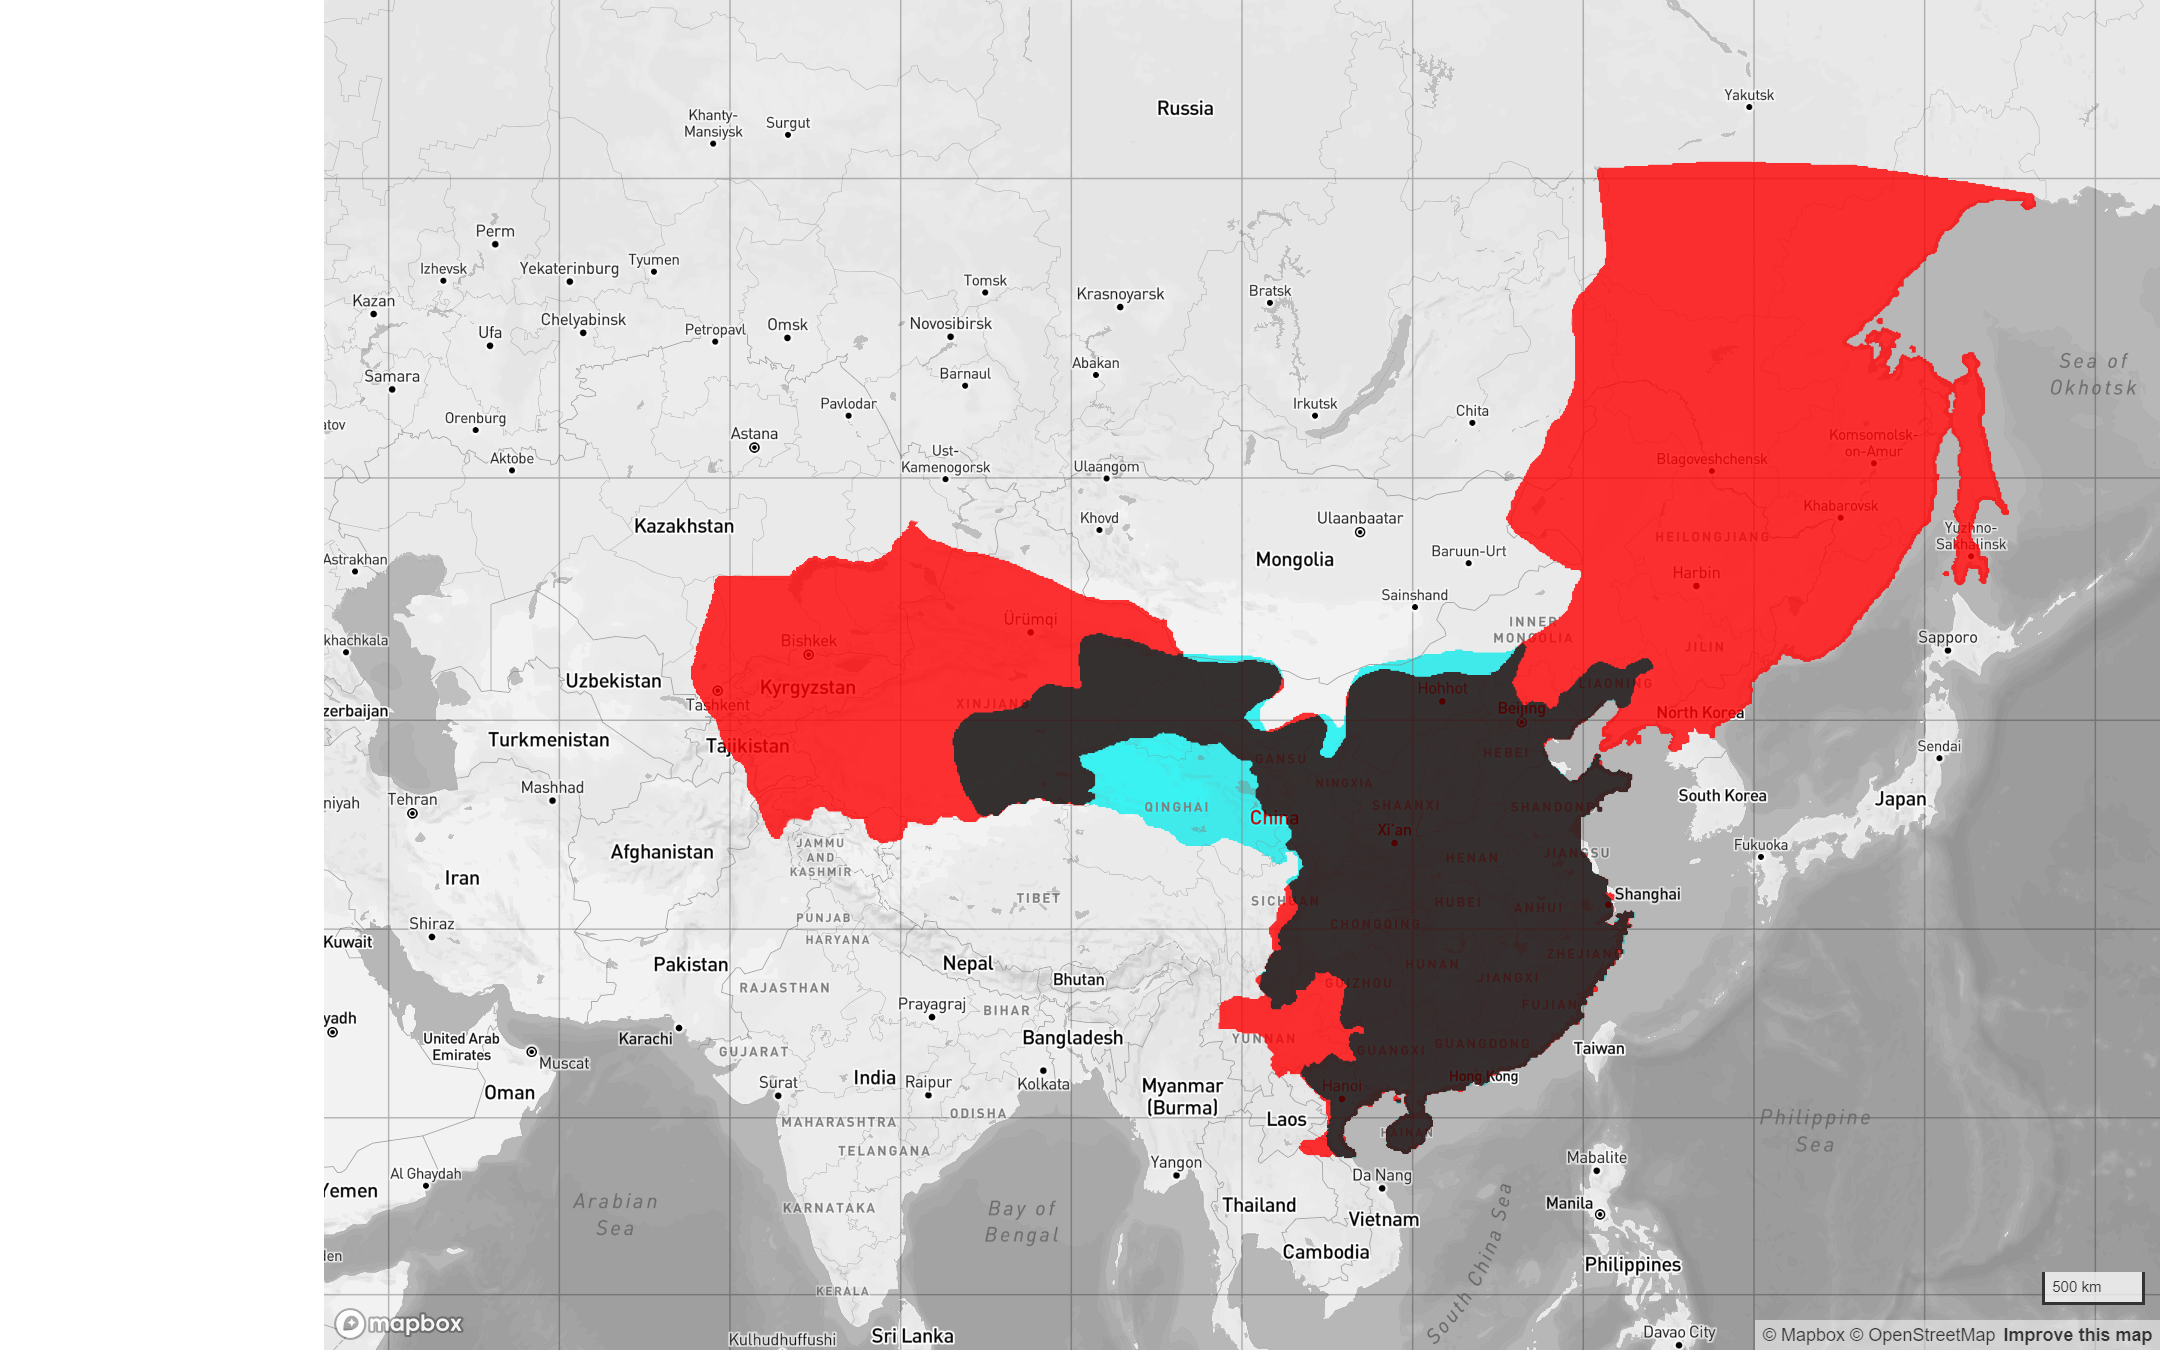 Russia
Yakutsk
Khanty-
Mansiysk
Surgut
Perm
Izhevsk
Yekaterinburg
Tyumen
Kazan
Ufa
Chelyabinsk
Petropavl
Omsk
Tomsk
Novosibirsk
Krasnoyarsk
Bratsk
Samara
Barnaul
Abakan
Sea of
Okhotsk
Orenburg
Pavlodar
Irkutsk
Chita
atov
Astana
Aktobe
Ust-
Kamenogorsk
Ulaangom
Blagoveshchensk
Komsomolsk-
on-Amur
Khabarovsk
Kazakhstan
Khovd
Ulaanbaatar
Mongolia
Baruun-Urt
HEILONGJIANG
Yuzhno-
Sakhalinsk
Astrakhan
Harbin
Sainshand
INNER
MONGOLIA
JILIN
Sapporo
khachkala
Bishkek
Ürümqi
Uzbekistan
Kyrgyzstan
XINJIANG
Hohhot
LIAONING
zerbaijan
Tashkent
Beijing
North Korea
Turkmenistan
Tajikistan
HEBEI
Sendai
GANSU
Mashhad
NINGXIA
niyah
Tehran
QINGHAI
SHAANXI
SHANDONG
South Korea
Japan
China
Xi'an
Afghanistan
JAMMU
AND
KASHMIR
HENAN
JIANGSU
Fukuoka
Iran
TIBET
SICHUAN
HUBEI
ANHUI
Shanghai
Shiraz
PUNJAB
CHONGQING
Kuwait
HARYANA
Pakistan
Nepal
Bhutan
HUNAN
JIANGXI
ZHEJIANG
RAJASTHAN
GUIZHOU
Prayagraj
BIHAR
FUJIAN
yadh
Karachi
United Arab
Emirates
Muscat
GUJARAT
Bangladesh
YUNNAN
GUANGXI
GUANGDONG
Taiwan
Oman
Surat
India
Raipur
Kolkata
Myanmar
(Burma)
Hanoi
Hong Kong
MAHARASHTRA
ODISHA
Laos
HAINAN
Philippine
Sea
TELANGANA
Al Ghaydah
Yangon
Da Nang
Mabalite
Yemen
Arabian
Sea
KARNATAKA
Bay of
Bengal
Thailand
Vietnam
Manila
South China Sea
den
Cambodia
Philippines
KERALA
500 km
mapbox
Kulhudhuffushi
Sri Lanka
Davao City
© Mapbox © OpenStreetMap Improve this map